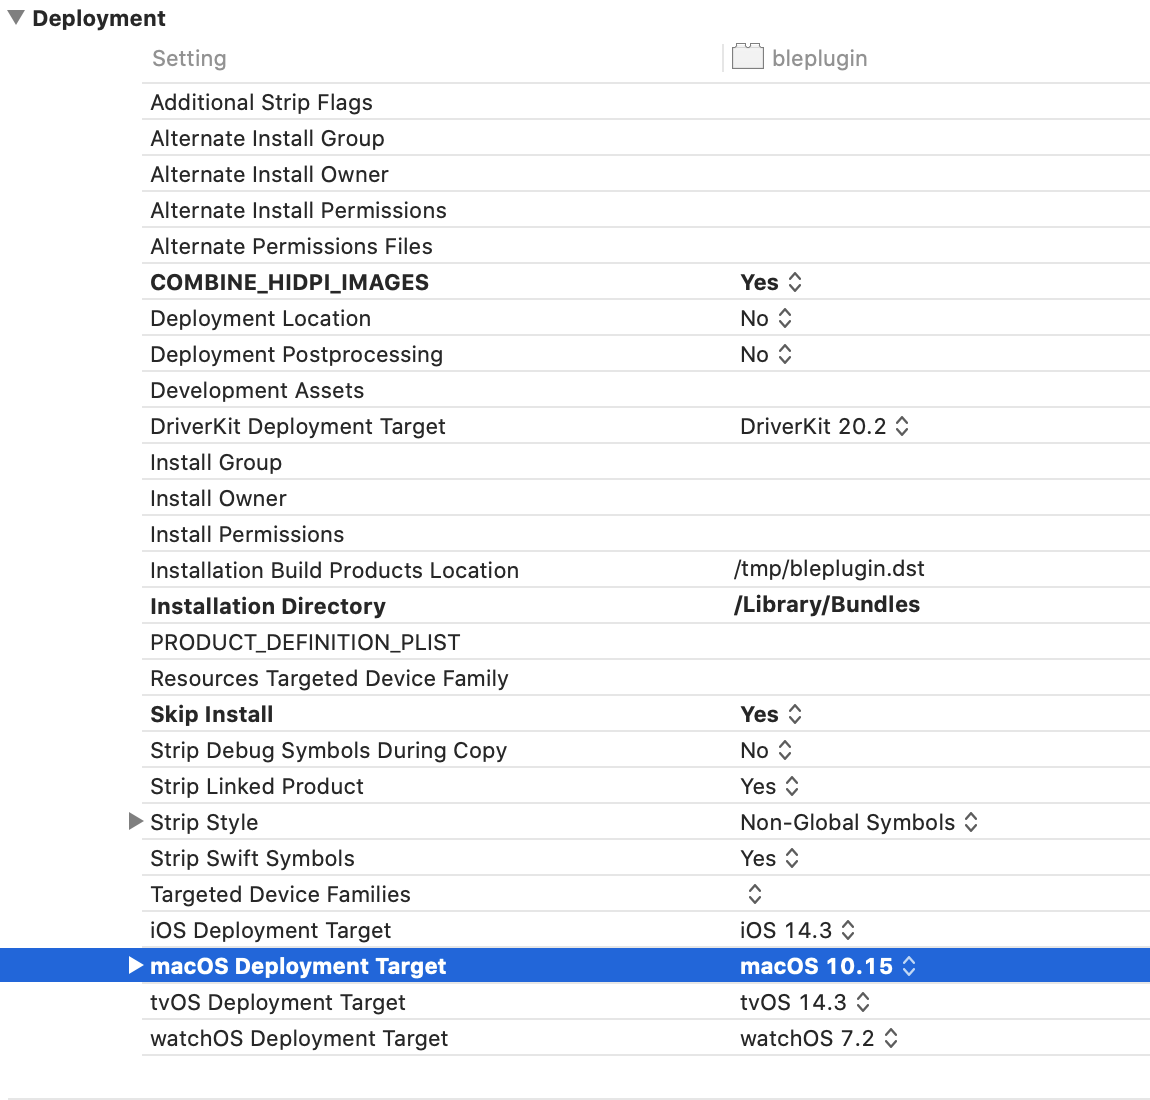 Deployment
Setting bleplugin
Additional Strip Flags
Alternate Install Group
Alternate Install Owner
Alternate Install Permissions
Alternate Permissions Files
COMBINE_HIDPI_IMAGES Yes
Deployment Location No
Deployment Postprocessing No
Development Assets
DriverKit Deployment Target DriverKit 20.2
Install Group
Install Owner
Install Permissions
Installation Build Products Location /tmp/bleplugin.dst
Installation Directory /Library/Bundles
PRODUCT_DEFINITION_PLIST
Resources Targeted Device Family
Skip Install Yes
Strip Debug Symbols During Copy No
Strip Linked Product Yes
Strip Style Non-Global Symbols
Strip Swift Symbols Yes
Targeted Device Families
iOS Deployment Target iOS 14.3
macOS Deployment Target macOS 10.15
tvOS Deployment Target tvOS 14.3
watchOS Deployment Target watchOS 7.2